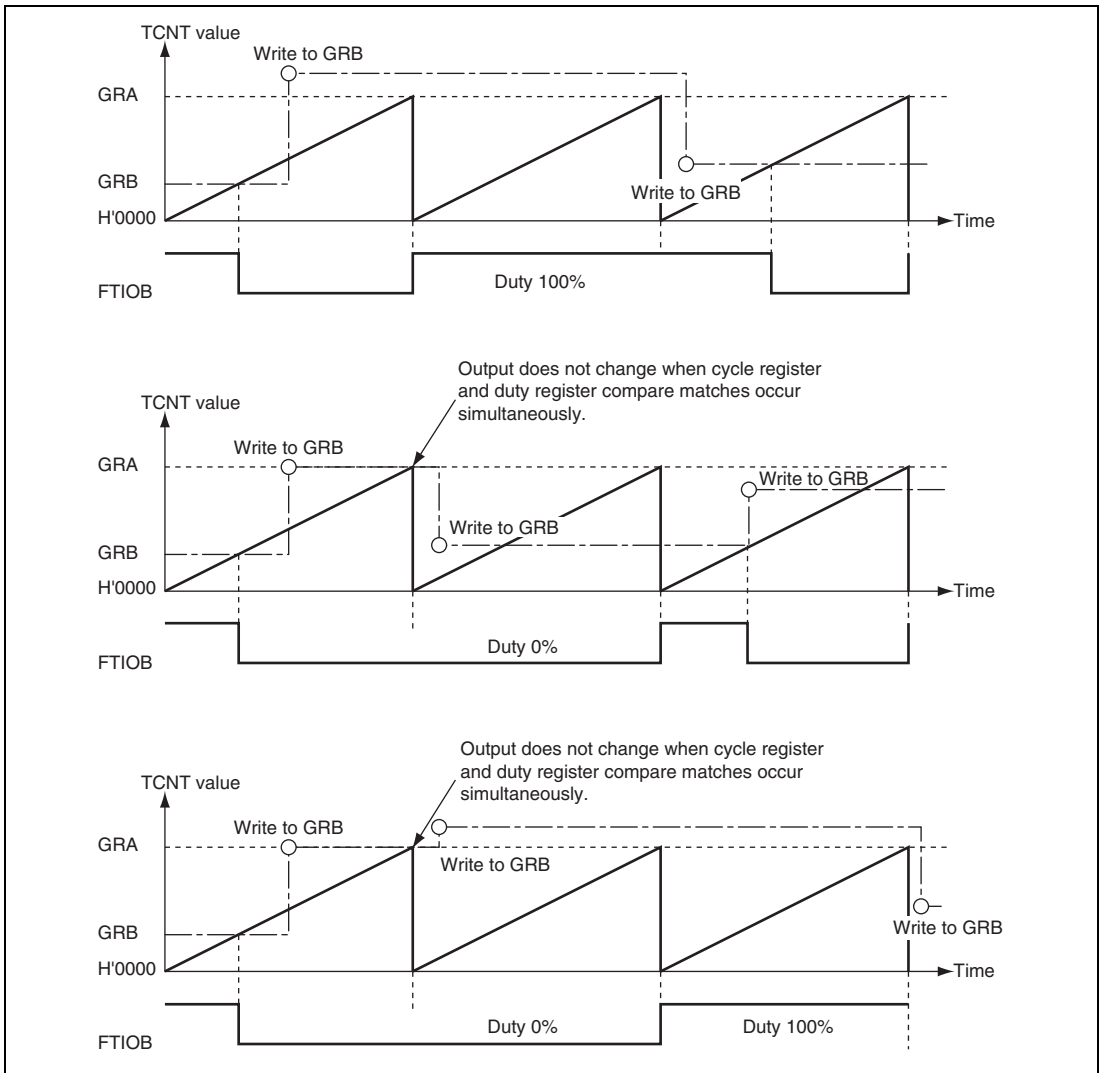 TCNT value
Write to GRB
GRA
Write to GRB
GRB
H'0000
Time
Duty 100%
FTIOB
Output does not change when cycle register
and duty register compare matches occur
simultaneously.
TCNT value
Write to GRB
GRA
Write to GRB
Write to GRB
GRB
H'0000
Time
Duty 0%
FTIOB
Output does not change when cycle register
and duty register compare matches occur
simultaneously.
TCNT value
Write to GRB
GRA
Write to GRB
GRB
Write to GRB
H'0000
Time
Duty 0%
Duty 100%
FTIOB